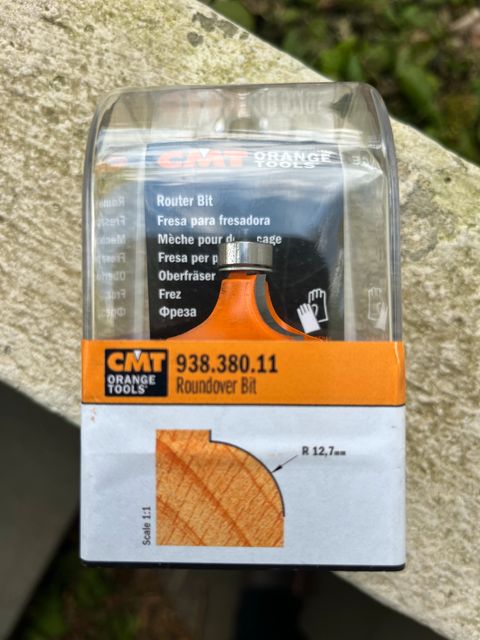 CMT ORANGE TOOLS
Router Bit
Fresa para fresadora
Mèche pour
Fresa per
Oberfräser
Frez
Фреза
CMT ORANGE TOOLS®
938.380.11
Roundover Bit
R 12,7mm
Scale 1:1